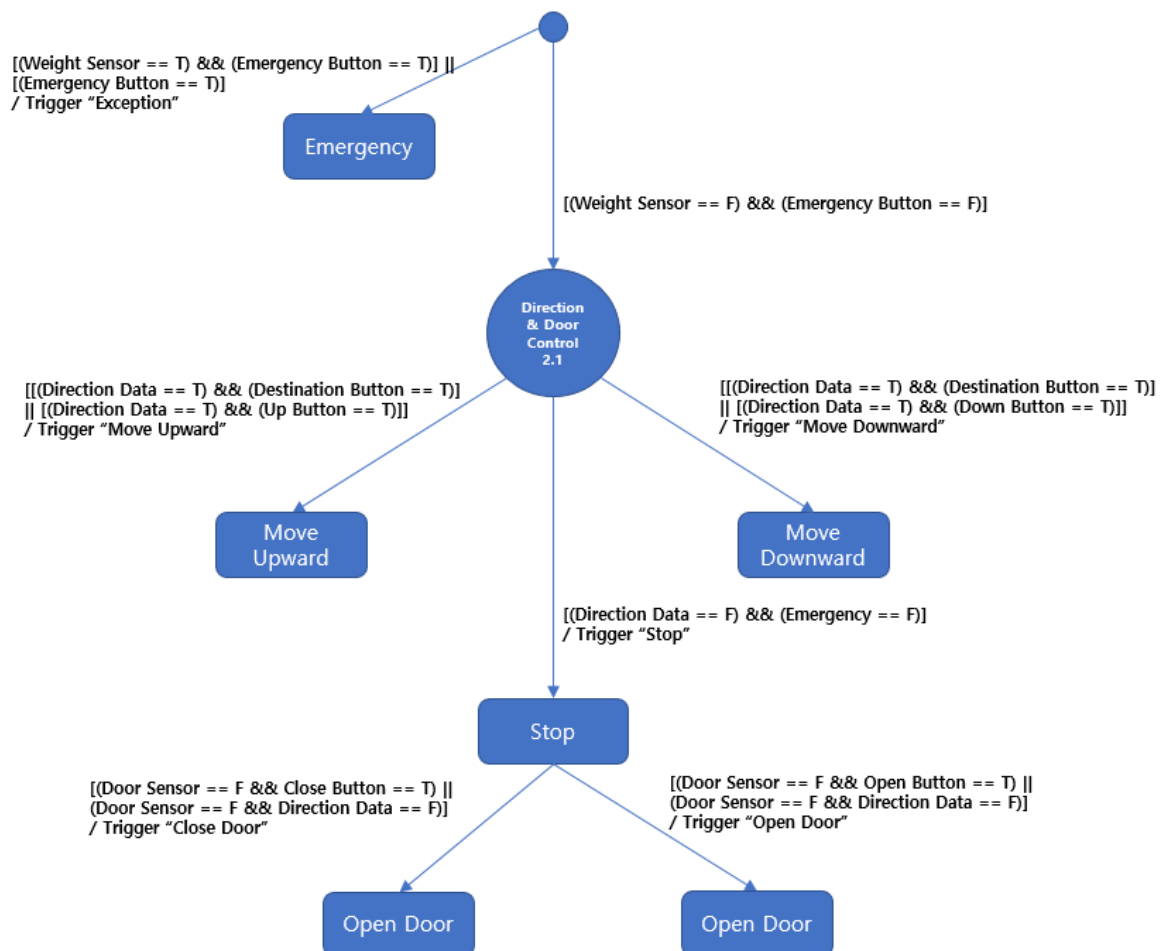 [(Weight Sensor == T) && (Emergency Button == T)] ||
[(Emergency Button == T)]
/ Trigger “Exception”
Emergency
[(Weight Sensor == F) && (Emergency Button == F)]
Direction
& Door
Control
2.1
[[(Direction Data == T) && (Destination Button == T)]
|| [(Direction Data == T) && (Up Button == T)]]
/ Trigger “Move Upward”
[[(Direction Data == T) && (Destination Button == T)]
|| [(Direction Data == T) && (Down Button == T)]]
/ Trigger “Move Downward”
Move
Upward
Move
Downward
[(Direction Data == F) && (Emergency == F)]
/ Trigger “Stop”
Stop
[(Door Sensor == F && Close Button == T) ||
(Door Sensor == F && Direction Data == F)]
/ Trigger “Close Door”
[(Door Sensor == F && Open Button == T) ||
(Door Sensor == F && Direction Data == F)]
/ Trigger “Open Door”
Open Door
Open Door